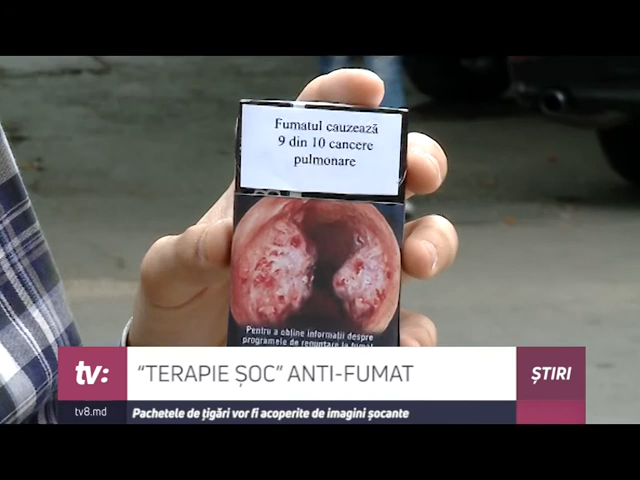 Fumatul cauzează
9 din 10 cancere
pulmonare
Pentru a obține informații despre
programele de renunțare la fumat
tv:
"TERAPIE ȘOC" ANTI-FUMAT
ȘTIRI
tv8.md
Pachetele de țigări vor fi acoperite de imagini șocante